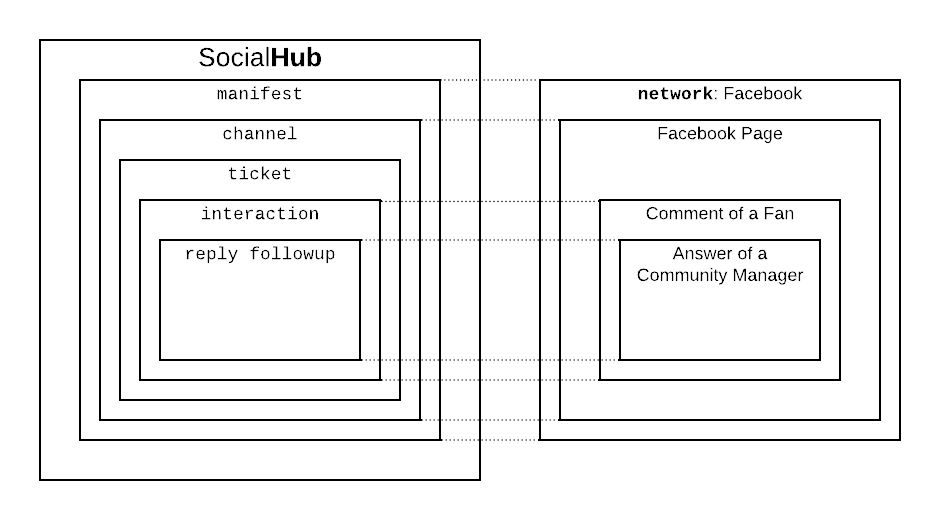 SocialHub
manifest
channel
ticket
interaction
reply followup
network: Facebook
Facebook Page
Comment of a Fan
Answer of a
Community Manager